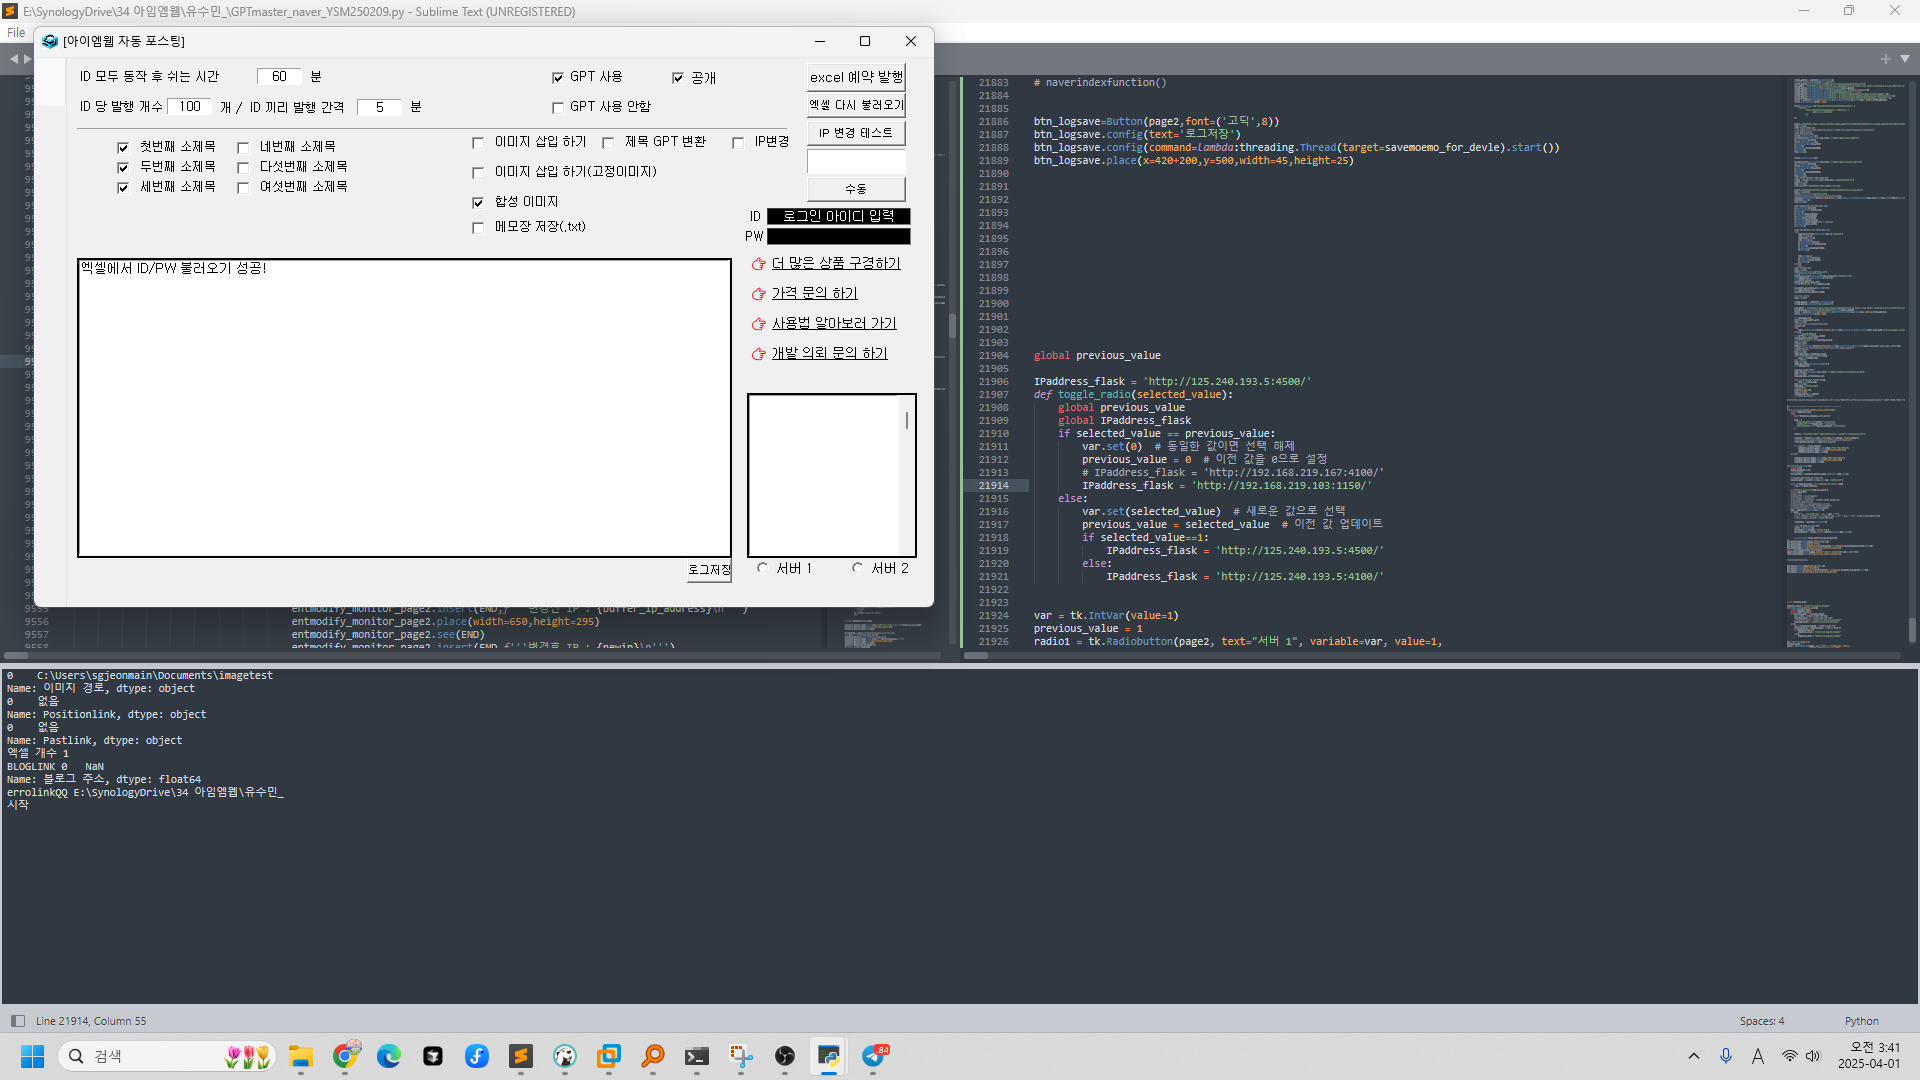 E:\SynologyDrive\34 아임엠웹\유수민_\GPTmaster_naver_YSM250209.py - Sublime Text (UNREGISTERED)
File
[아이엠웹 자동 포스팅]
ID 모두 동작 후 쉬는 시간 60 분
GPT 사용
공개
excel 예약 발행
ID 당 발행 개수 100 개 / ID 끼리 발행 간격 5 분
GPT 사용 안함
엑셀 다시 불러오기
IP 변경 테스트
첫번째 소제목
네번째 소제목
이미지 삽입 하기
제목 GPT 변환
IP변경
두번째 소제목
다섯번째 소제목
이미지 삽입 하기(고정이미지)
세번째 소제목
여섯번째 소제목
수동
합성 이미지
ID 로그인 아이디 입력
메모장 저장(.txt)
PW
엑셀에서 ID/PW 불러오기 성공!
더 많은 상품 구경하기
가격 문의 하기
사용법 알아보러 가기
개발 의뢰 문의 하기
로그저장
서버 1
서버 2
9556 entmodify_monitor_page2.place(width=650,height=295)
9557 entmodify_monitor_page2.see(END)
21883 # naverindexfunction()
21884
21885
21886 btn_logsave=Button(page2,font=('고딕',8))
21887 btn_logsave.config(text='로그저장')
21888 btn_logsave.config(command=lambda:threading.Thread(target=savemoemo_for_devle).start())
21889 btn_logsave.place(x=420+200,y=500,width=45,height=25)
21890
21891
21892
21893
21894
21895
21896
21897
21898
21899
21900
21901
21902
21903
21904 global previous_value
21905
21906 IPaddress_flask = 'http://125.240.193.5:4500/'
21907 def toggle_radio(selected_value):
21908 global previous_value
21909 global IPaddress_flask
21910 if selected_value == previous_value:
21911 var.set(0) # 동일한 값이면 선택 해제
21912 previous_value = 0 # 이전 값을 0으로 설정
21913 # IPaddress_flask = 'http://192.168.219.167:4100/'
21914 IPaddress_flask = 'http://192.168.219.103:1150/'
21915 else:
21916 var.set(selected_value) # 새로운 값으로 선택
21917 previous_value = selected_value # 이전 값 업데이트
21918 if selected_value==1:
21919 IPaddress_flask = 'http://125.240.193.5:4500/'
21920 else:
21921 IPaddress_flask = 'http://125.240.193.5:4100/'
21922
21923
21924 var = tk.IntVar(value=1)
21925 previous_value = 1
21926 radio1 = tk.Radiobutton(page2, text="서버 1", variable=var, value=1,
0 C:\Users\sgjeonmain\Documents\imagetest
Name: 이미지 경로, dtype: object
0 없음
Name: Positionlink, dtype: object
0 없음
Name: Pastlink, dtype: object
엑셀 개수 1
BLOGLINK 0 NaN
Name: 블로그 주소, dtype: float64
errolinkQQ E:\SynologyDrive\34 아임엠웹\유수민_
시작
Line 21914, Column 55
Spaces: 4
Python
검색
84
A
오전 3:41
2025-04-01